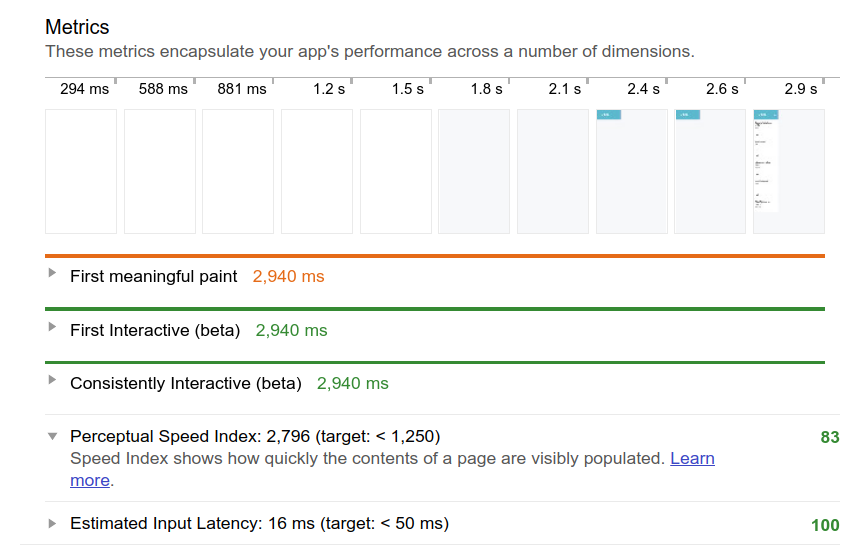 Metrics
These metrics encapsulate your app's performance across a number of dimensions.
294 ms 588 ms 881 ms 1.2 s 1.5 s 1.8 s 2.1 s 2.4 s 2.6 s 2.9 s
First meaningful paint 2,940 ms
First Interactive (beta) 2,940 ms
Consistently Interactive (beta) 2,940 ms
Perceptual Speed Index: 2,796 (target: < 1,250) 83
Speed Index shows how quickly the contents of a page are visibly populated. Learn
more.
Estimated Input Latency: 16 ms (target: < 50 ms) 100